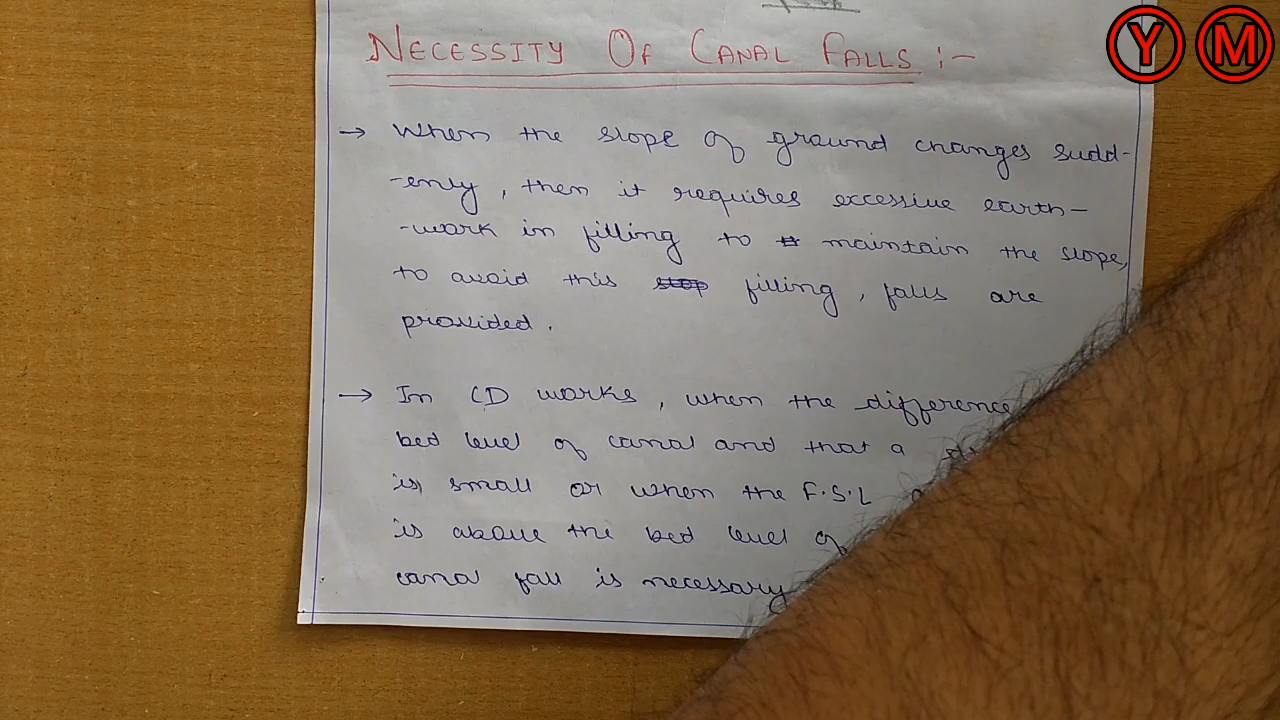 Y M
NECESSITY OF CANAL FALLS :-
→ When the slope of ground changes sudd-
-enly, then it requires excessive earth-
-work in filling to maintain the slope,
to avoid this filling, falls are
provided.
→ In CD works, when the difference
bed level of canal and that a
is small or when the F.S.L
is above the bed level of
canal fall is necessary